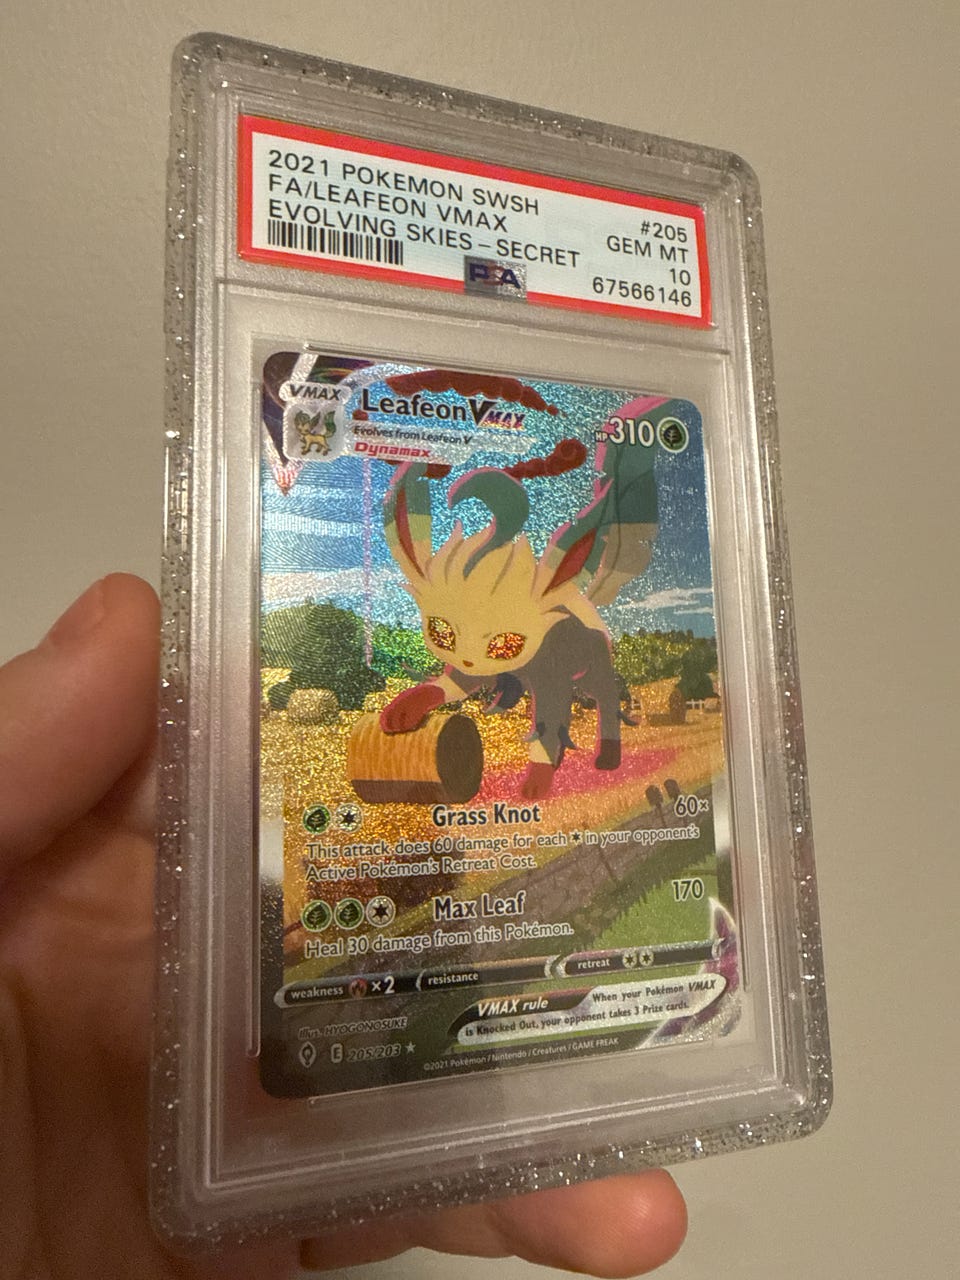 2021 POKEMON SWSH #205
FA/LEAFEON VMAX GEM MT
EVOLVING SKIES-SECRET 10
PSA 67566146
VMAX
Leafeon VMAX
HP 310
Evolves from Leafeon V
Dynamax
Grass Knot 60×
This attack does 60 damage for each in your opponent's
Active Pokémon's Retreat Cost.
Max Leaf 170
Heal 30 damage from this Pokémon.
weakness ×2 resistance retreat
VMAX rule When your Pokémon VMAX
is Knocked Out, your opponent takes 3 Prize cards.
Illus. HYOGONOSUKE
E 205/203
©2021 Pokémon / Nintendo / Creatures / GAME FREAK